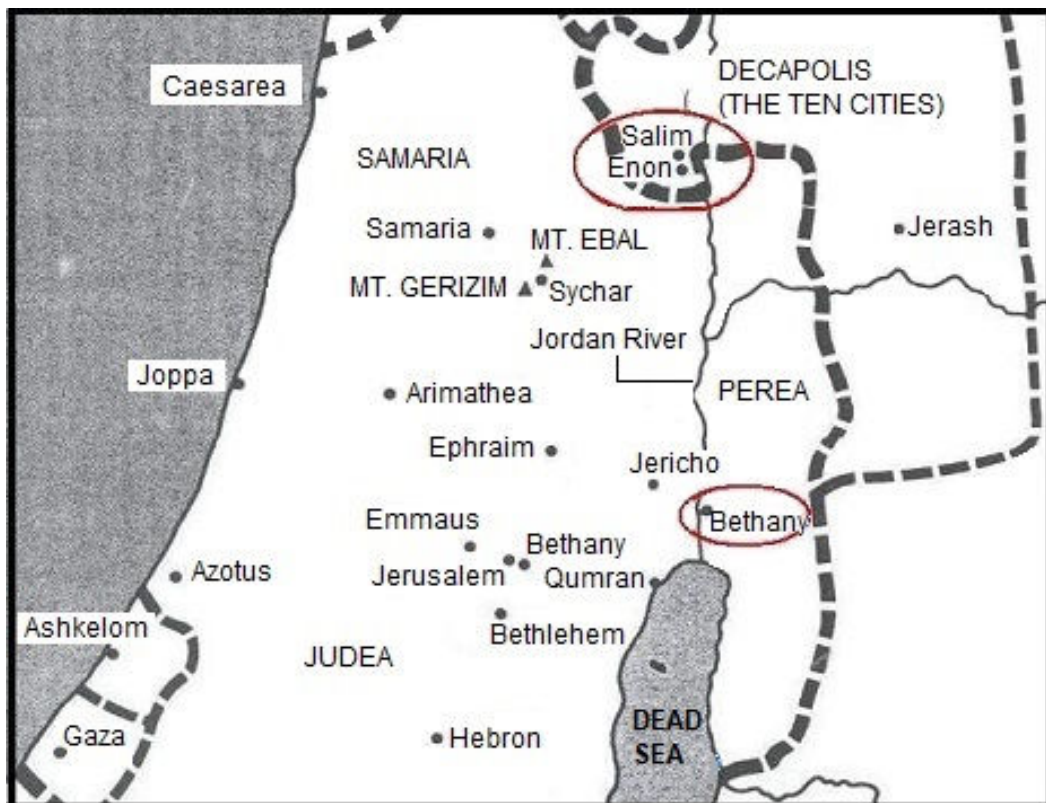 DECAPOLIS
(THE TEN CITIES)
Caesarea
Salim
Enon
SAMARIA
Samaria
Jerash
MT. EBAL
MT. GERIZIM
Sychar
Jordan River
Joppa
Arimathea
PEREA
Ephraim
Jericho
Bethany
Emmaus
Bethany
Jerusalem
Qumran
Azotus
Ashkelom
Bethlehem
JUDEA
DEAD
SEA
Gaza
Hebron